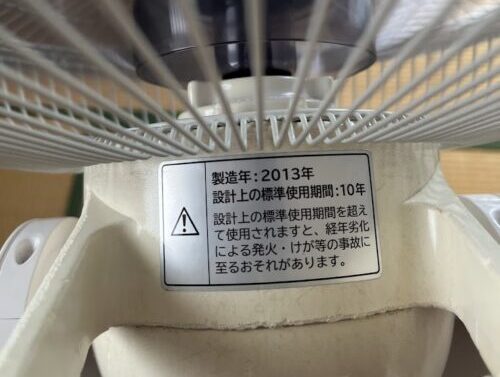 製造年:2013年
設計上の標準使用期間:10年
設計上の標準使用期間を超え
て使用されますと、経年劣化
による発火・けが等の事故に
至るおそれがあります。